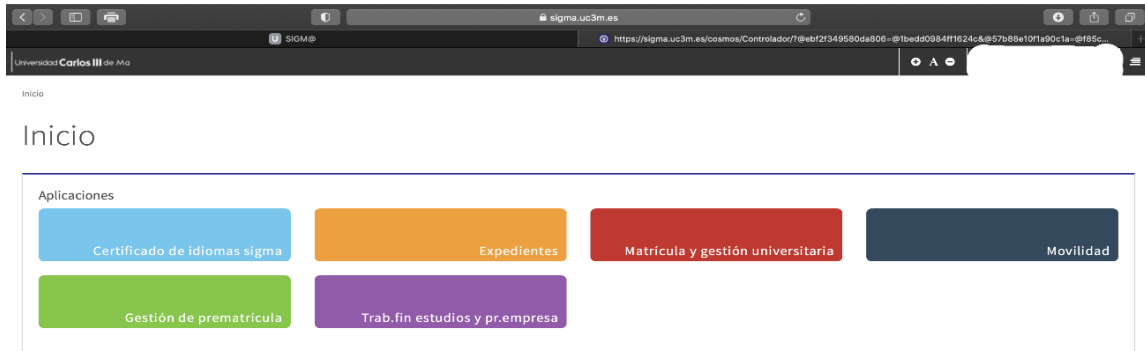 sigma.uc3m.es
SIGM@
https://sigma.uc3m.es/cosmos/Controlador/?@ebf2f349580da806=@1bedd0984ff1624c&@57b88e10f1a90c1a=@f85c...
Universidad Carlos III de Ma
A
Inicio
Inicio
Aplicaciones
Certificado de idiomas sigma
Expedientes
Matrícula y gestión universitaria
Movilidad
Gestión de prematrícula
Trab.fin estudios y pr.empresa